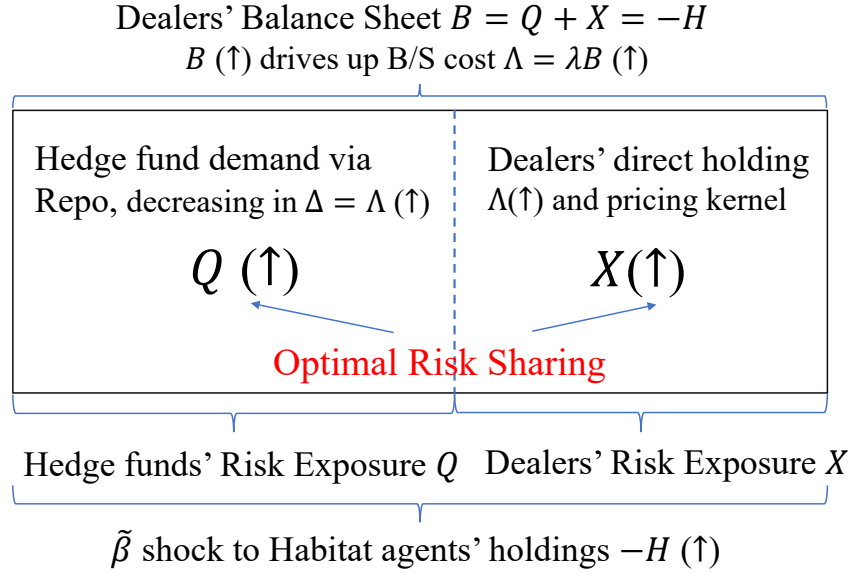 Dealers’ Balance Sheet B = Q + X = −H
B (↑) drives up B/S cost Λ = λB (↑)
Hedge fund demand via
Repo, decreasing in Δ = Λ (↑)
Q (↑)
Dealers’ direct holding
Λ(↑) and pricing kernel
X(↑)
Optimal Risk Sharing
Hedge funds’ Risk Exposure Q
Dealers’ Risk Exposure X
β̃ shock to Habitat agents’ holdings −H (↑)